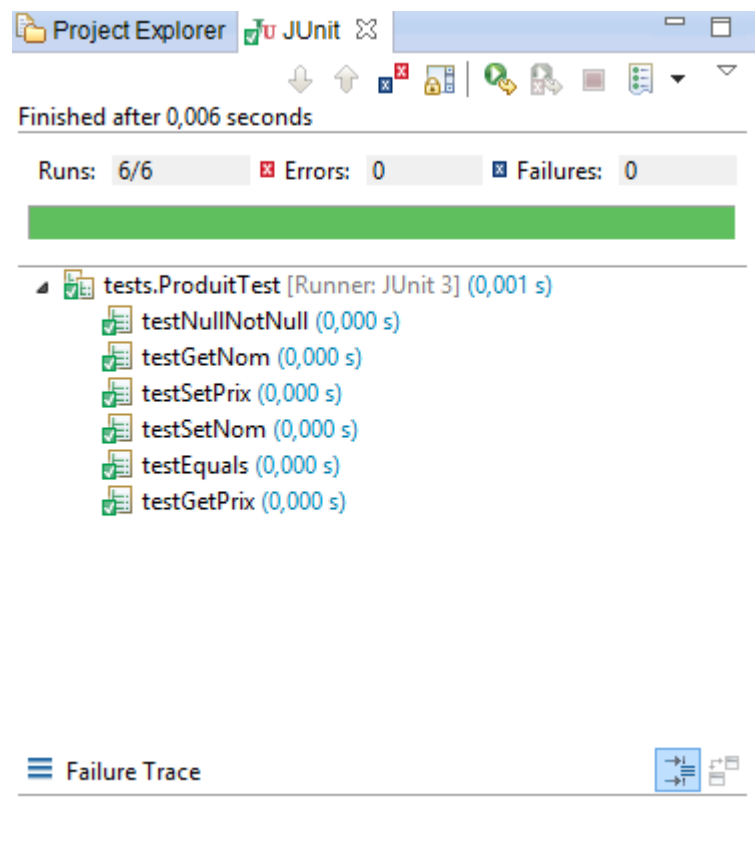 Project Explorer JUnit
Finished after 0,006 seconds
Runs: 6/6 Errors: 0 Failures: 0
tests.ProduitTest [Runner: JUnit 3] (0,001 s)
testNullNotNull (0,000 s)
testGetNom (0,000 s)
testSetPrix (0,000 s)
testSetNom (0,000 s)
testEquals (0,000 s)
testGetPrix (0,000 s)
Failure Trace